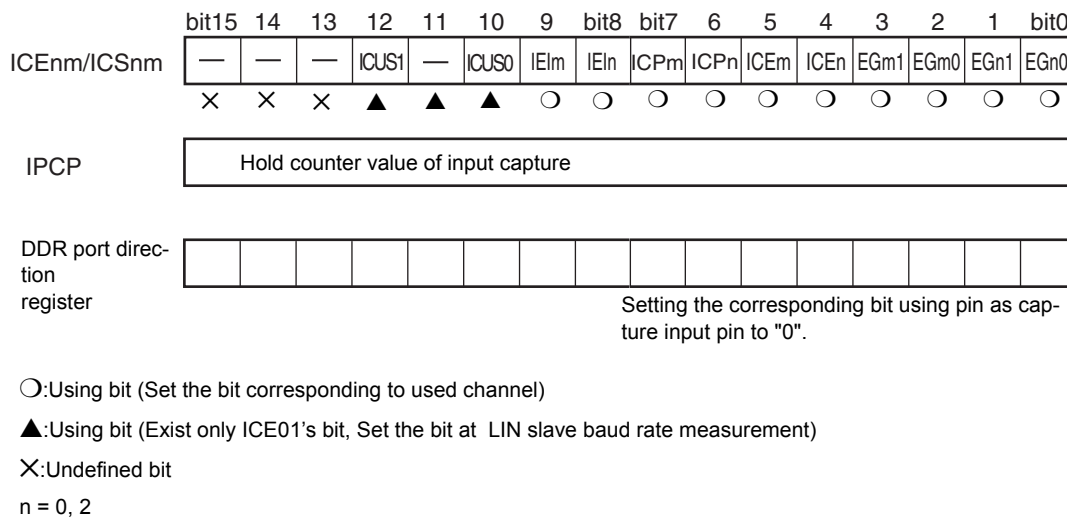 bit15 14 13 12 11 10 9 bit8 bit7 6 5 4 3 2 1 bit0
ICEnm/ICSnm — — — ICUS1 — ICUS0 IEIm IEIn ICPm ICPn ICEm ICEn EGm1 EGm0 EGn1 EGn0
× × × ▲ ▲ ▲ ❍ ❍ ❍ ❍ ❍ ❍ ❍ ❍ ❍ ❍
IPCP Hold counter value of input capture
DDR port direc-
tion
register
Setting the corresponding bit using pin as cap-
ture input pin to "0".
❍:Using bit (Set the bit corresponding to used channel)
▲:Using bit (Exist only ICE01's bit, Set the bit at LIN slave baud rate measurement)
×:Undefined bit
n = 0, 2